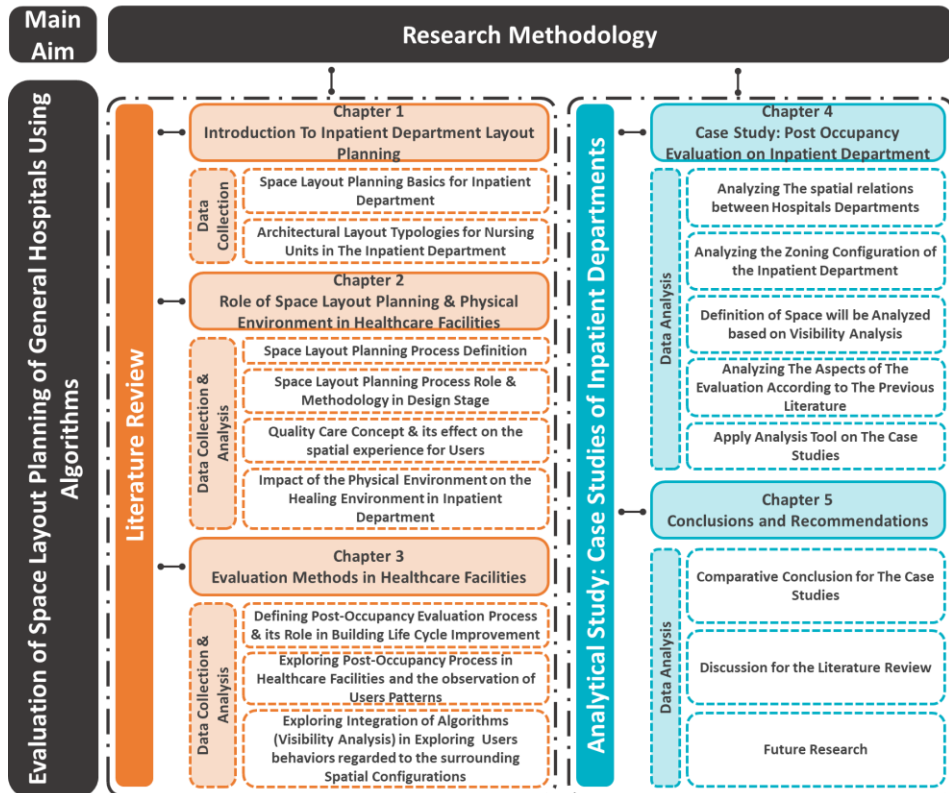 Main
Aim
Research Methodology
Evaluation of Space Layout Planning of General Hospitals Using
Algorithms
Literature Review
Chapter 1
Introduction To Inpatient Department Layout
Planning
Data
Collection
Space Layout Planning Basics for Inpatient
Department
Architectural Layout Typologies for Nursing
Units in The Inpatient Department
Chapter 2
Role of Space Layout Planning & Physical
Environment in Healthcare Facilities
Data Collection &
Analysis
Space Layout Planning Process Definition
Space Layout Planning Process Role &
Methodology in Design Stage
Quality Care Concept & its effect on the
spatial experience for Users
Impact of the Physical Environment on the
Healing Environment in Inpatient
Department
Chapter 3
Evaluation Methods in Healthcare Facilities
Data Collection &
Analysis
Defining Post-Occupancy Evaluation Process
& its Role in Building Life Cycle Improvement
Exploring Post-Occupancy Process in
Healthcare Facilities and the observation of
Users Patterns
Exploring Integration of Algorithms
(Visibility Analysis) in Exploring Users
behaviors regarded to the surrounding
Spatial Configurations
Analytical Study: Case Studies of Inpatient Departments
Chapter 4
Case Study: Post Occupancy
Evaluation on Inpatient Department
Data Analysis
Analyzing The spatial relations
between Hospitals Departments
Analyzing the Zoning Configuration of
the Inpatient Department
Definition of Space will be Analyzed
based on Visibility Analysis
Analyzing The Aspects of The
Evaluation According to The Previous
Literature
Apply Analysis Tool on The Case
Studies
Chapter 5
Conclusions and Recommendations
Data Analysis
Comparative Conclusion for The Case
Studies
Discussion for the Literature Review
Future Research